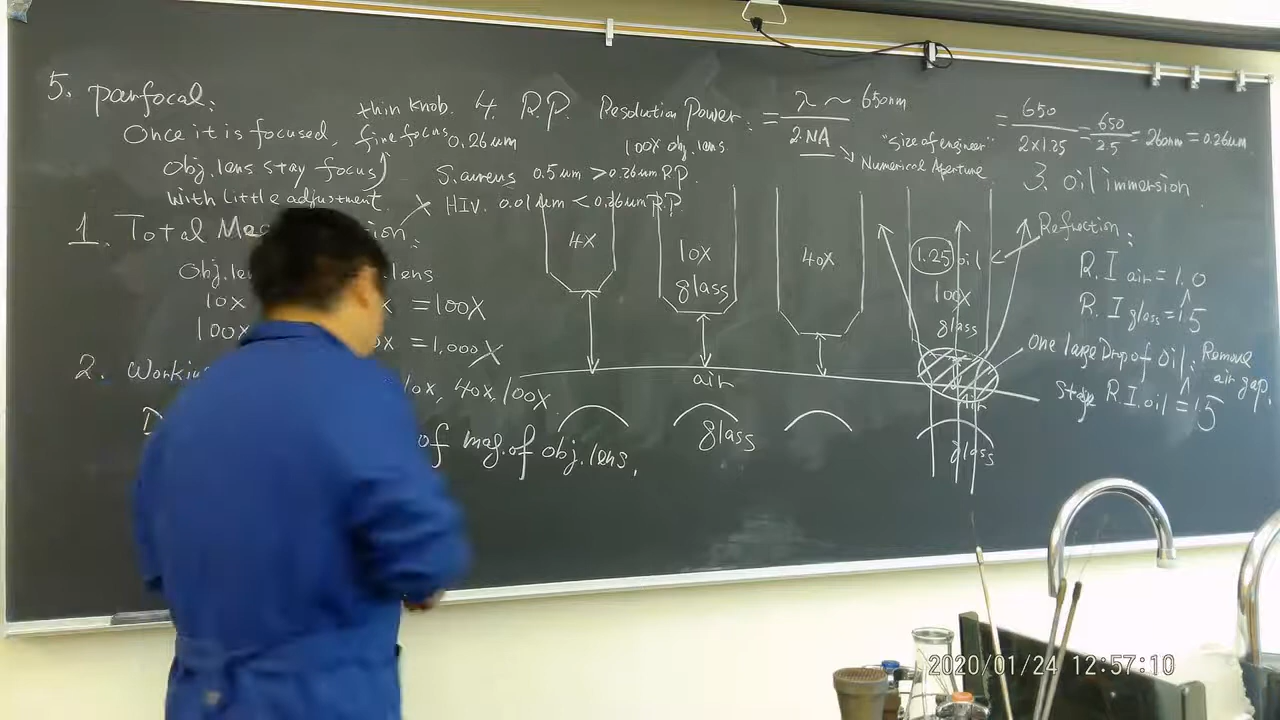 5. parfocal:
Once it is focused,
Obj. lens stay focus
with little adjustment.
thin knob.
fine focus
4. R.P. Resolution Power: = λ ~ 650nm
2·NA
Numerical Aperture
"size of engineer"
= 650 / 2x1.25 = 650 / 2.5 = 260nm = 0.26um
0.26um
100x obj. lens
S. aureus 0.5um > 0.26um RP.
X HIV. 0.01um < 0.26um R.P.
1. Total
Obj. lens
10x = 100X
100x = 1,000X
2.
10x, 40x, 100x
of mag. of obj. lens,
4X
10x
glass
40x
air
glass
3. oil immersion
1.25 oil
100x
glass
air
glass
Refraction:
R.I air = 1.0
R.I glass = 1.5
one large Drop of oil: Remove
air gap.
stage R.I. oil = 1.5
2020/01/24 12:57:10